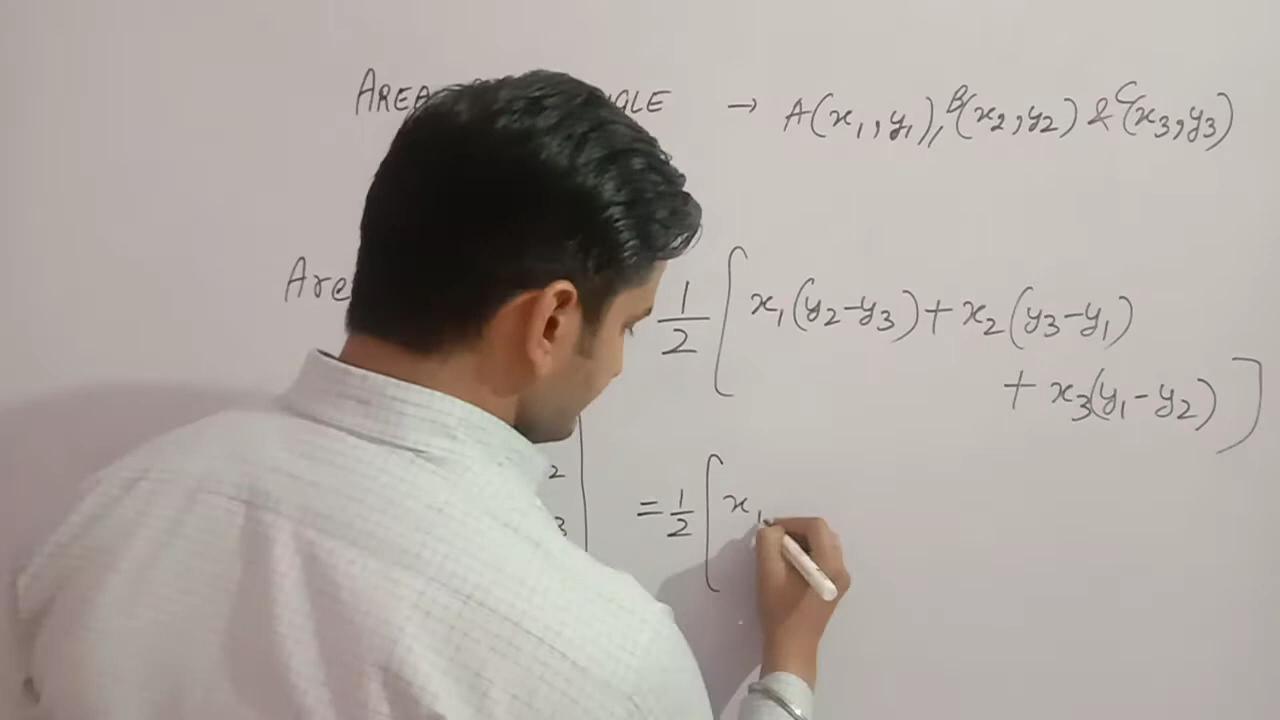 AREA → A(x₁,y₁), B(x₂,y₂) & C(x₃,y₃)
1/2 [ x₁(y₂-y₃) + x₂(y₃-y₁)
+ x₃(y₁-y₂) ]
2
= 1/2 [ x₁
3